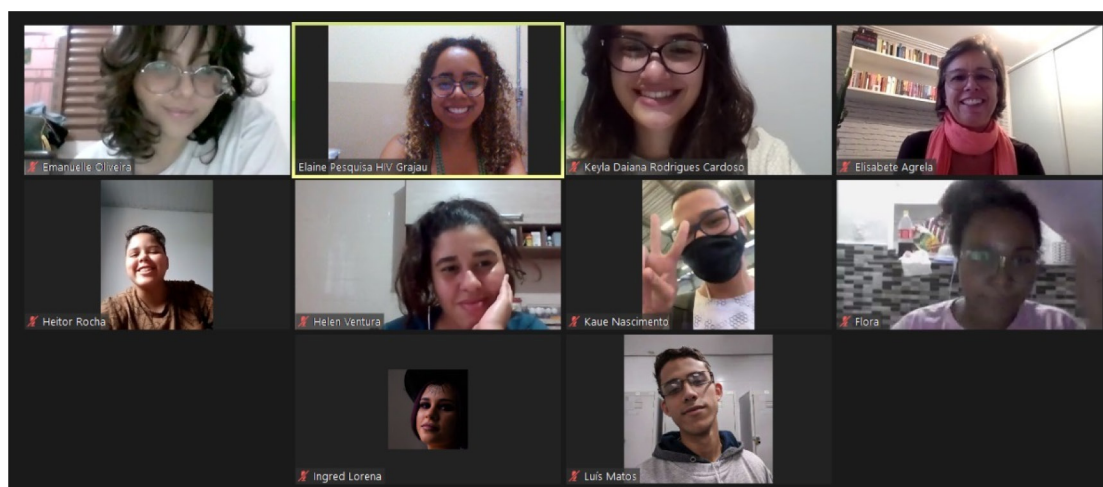 Emanuelle Oliveira
Elaine Pesquisa HIV Grajau
Keyla Daiana Rodrigues Cardoso
Elisabete Agrela
Heitor Rocha
Helen Ventura
Kaue Nascimento
Flora
Ingred Lorena
Luís Matos